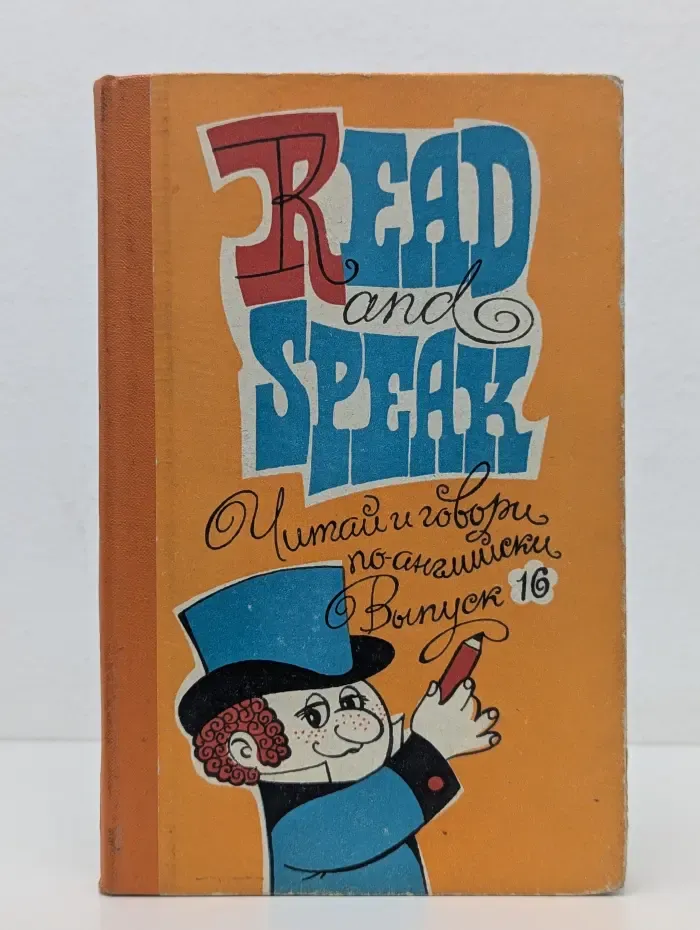 READ
and
SPEAK
Читай и говори
по-английски
Выпуск 16